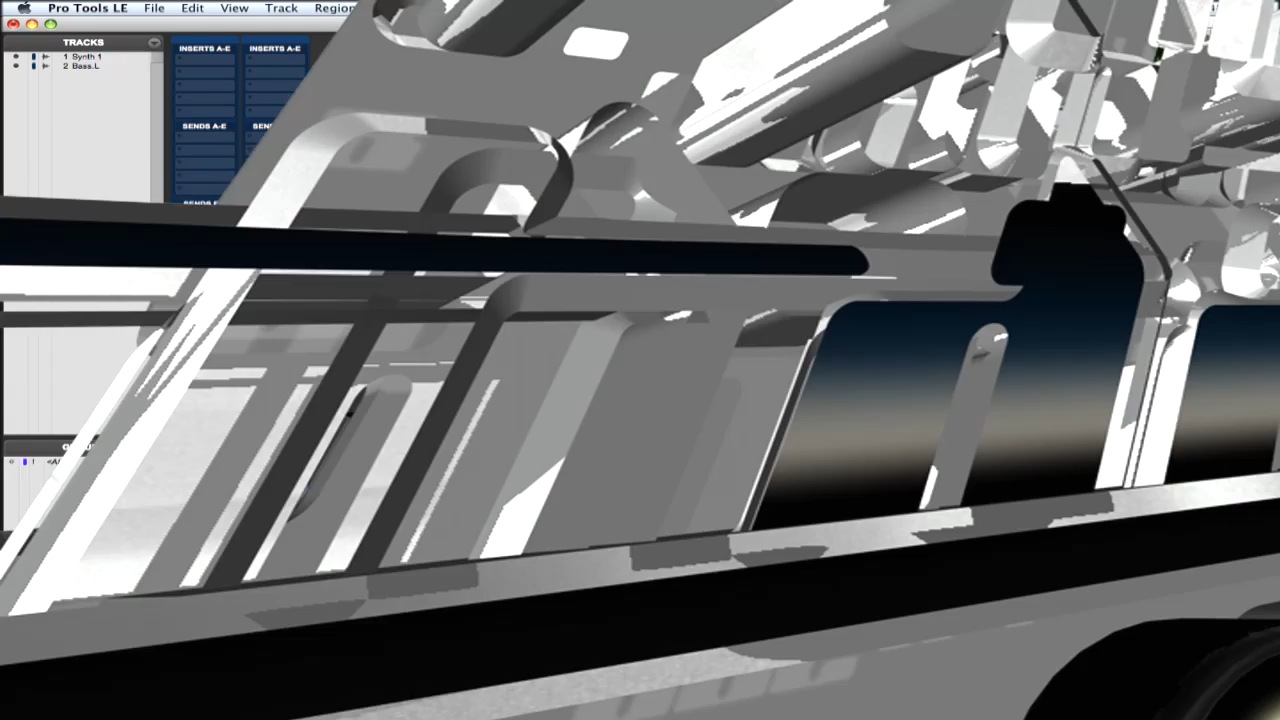 Pro Tools LE File Edit View Track Region
TRACKS
1 Synth 1
2 Bass.L
INSERTS A-E INSERTS A-E
SENDS A-E